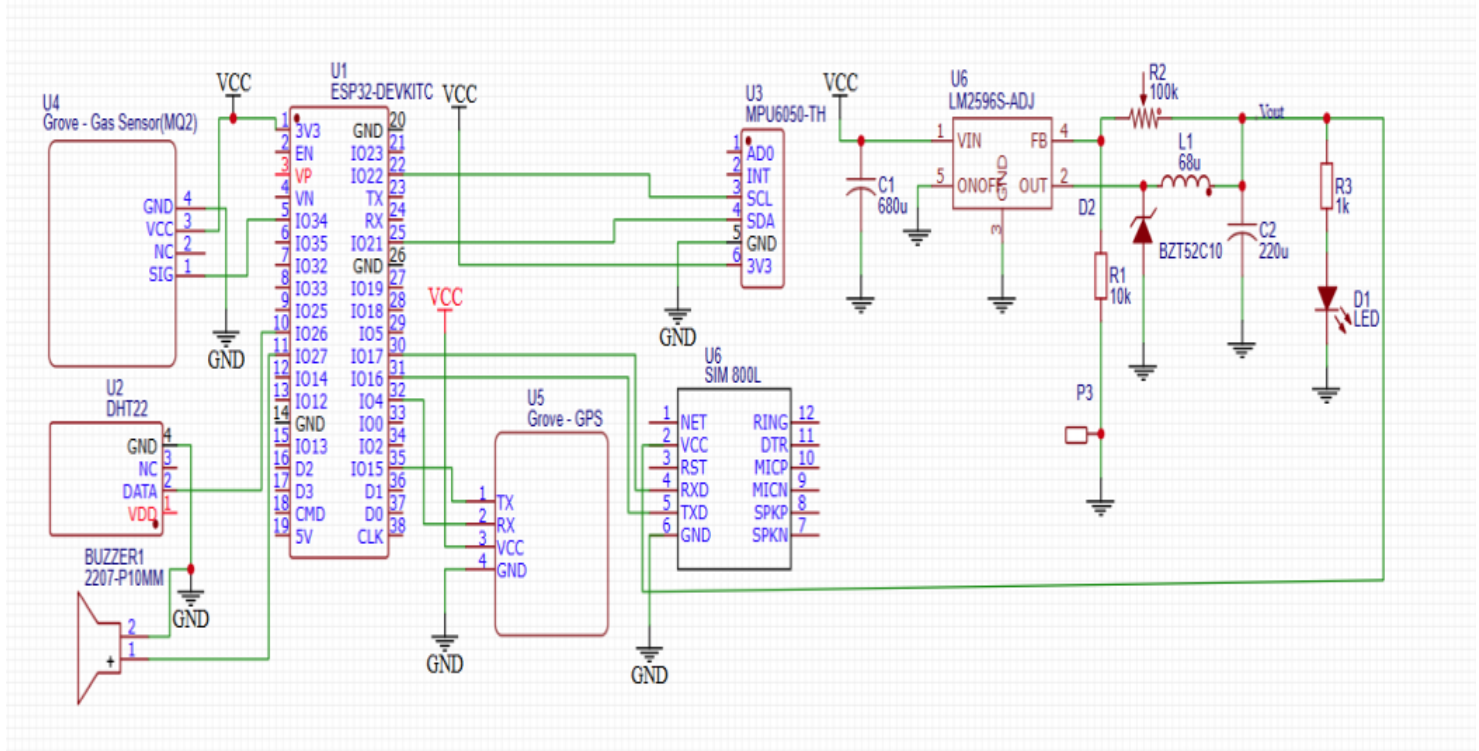 VCC
U4
Grove - Gas Sensor(MQ2)
GND 4
VCC 3
NC 2
SIG 1
GND
U2
DHT22
GND 4
NC 3
DATA 2
VDD 1
BUZZER1
2207-P10MM
2
+ 1
GND
U1
ESP32-DEVKITC
1 3V3
2 EN
3 VP
4 VN
5 IO34
6 IO35
7 IO32
8 IO33
9 IO25
10 IO26
11 IO27
12 IO14
13 IO12
14 GND
15 IO13
16 D2
17 D3
18 CMD
19 5V
GND 20
IO23 21
IO22 22
TX 23
RX 24
IO21 25
GND 26
IO19 27
IO18 28
IO5 29
IO17 30
IO16 31
IO4 32
IO0 33
IO2 34
IO15 35
D1 36
D0 37
CLK 38
VCC
VCC
U5
Grove - GPS
1 TX
2 RX
3 VCC
4 GND
GND
U3
MPU6050-TH
1 AD0
2 INT
3 SCL
4 SDA
5 GND
6 3V3
GND
U6
SIM 800L
1 NET
2 VCC
3 RST
4 RXD
5 TXD
6 GND
RING 12
DTR 11
MICP 10
MICN 9
SPKP 8
SPKN 7
GND
VCC
C1
680u
U6
LM2596S-ADJ
1 VIN
5 ONOFF
FB 4
OUT 2
GND
3
R2
100k
Vout
L1
68u
D2
BZT52C10
R1
10k
P3
C2
220u
R3
1k
D1
LED